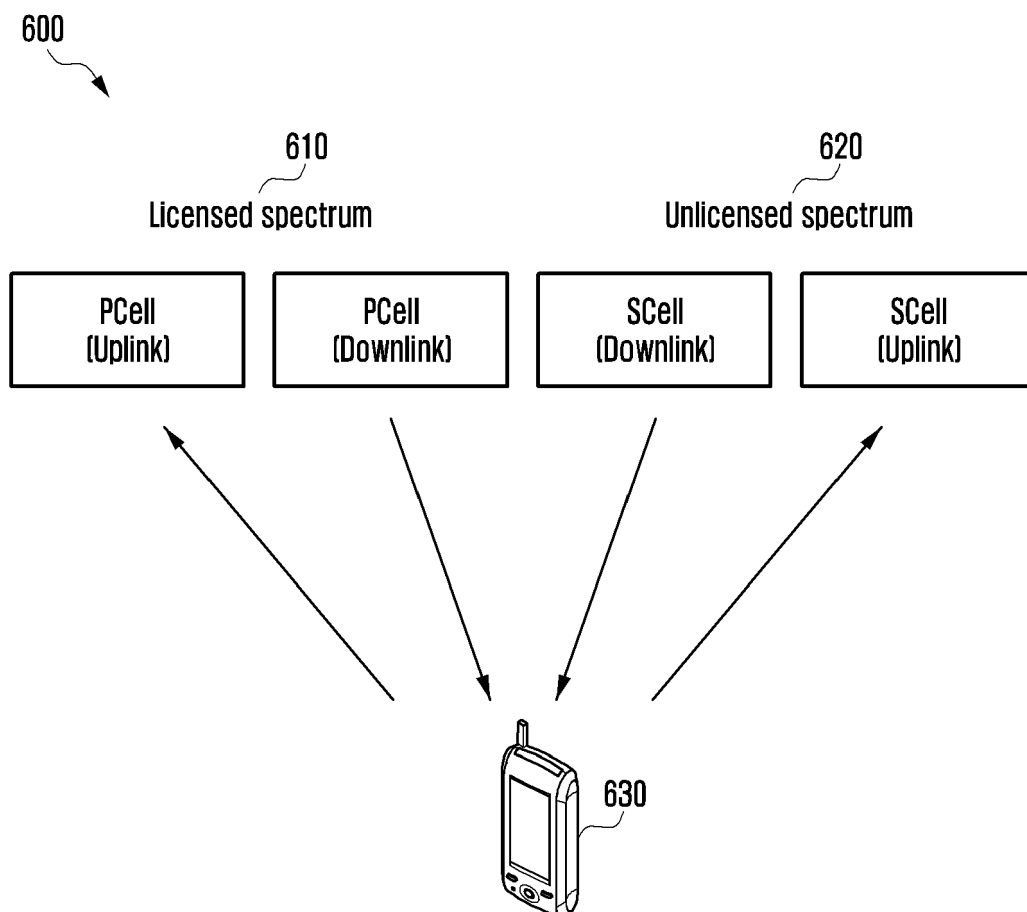 600
610
620
Licensed spectrum
Unlicensed spectrum
PCell
(Uplink)
PCell
(Downlink)
SCell
(Downlink)
SCell
(Uplink)
630